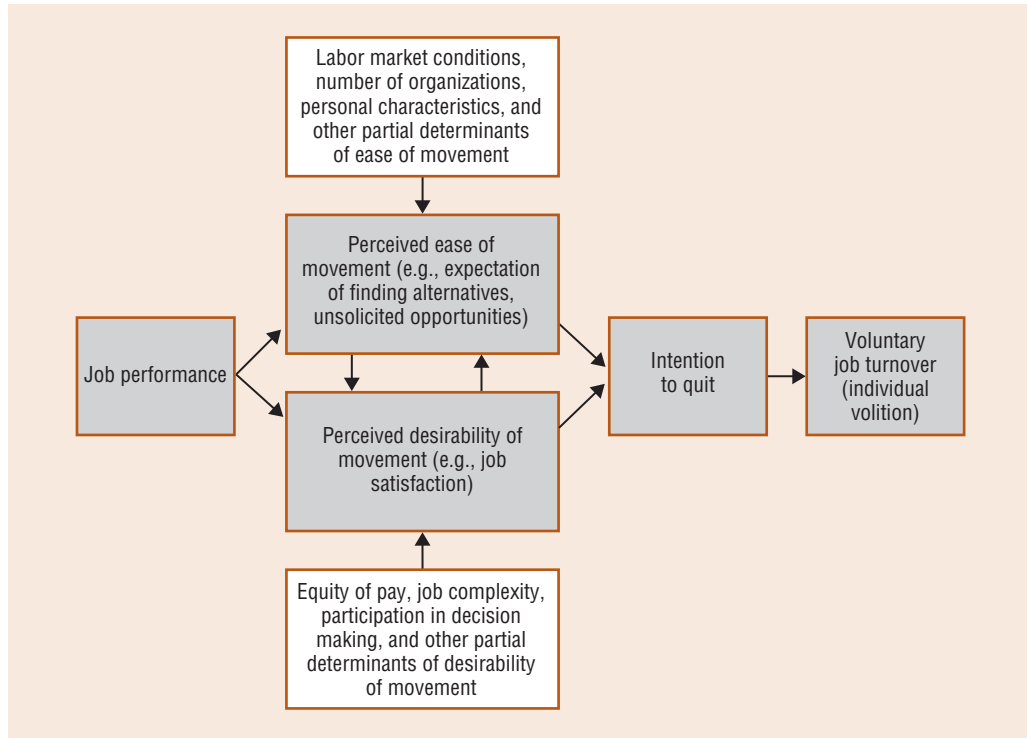 Labor market conditions,
number of organizations,
personal characteristics, and
other partial determinants
of ease of movement
Perceived ease of
movement (e.g., expectation
of finding alternatives,
unsolicited opportunities)
Job performance
Intention
to quit
Voluntary
job turnover
(individual
volition)
Perceived desirability of
movement (e.g., job
satisfaction)
Equity of pay, job complexity,
participation in decision
making, and other partial
determinants of desirability
of movement